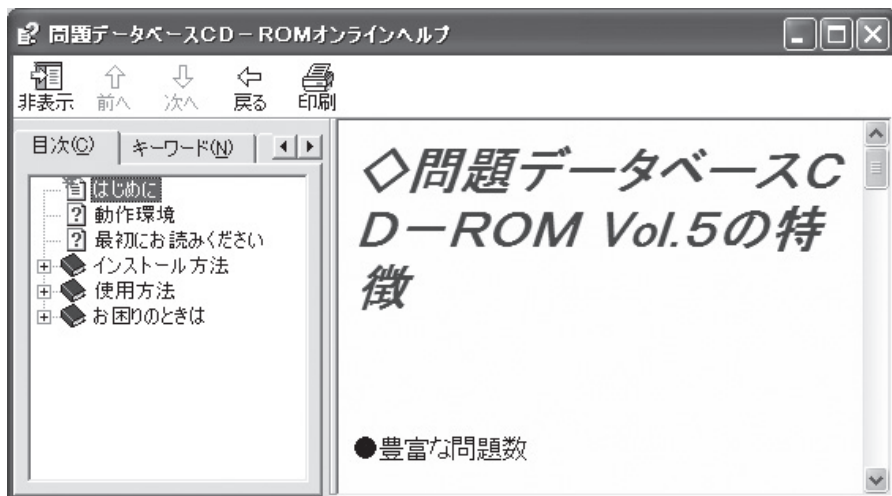 問題データベースCD－ROMオンラインヘルプ
非表示 前へ 次へ 戻る 印刷
目次(C) キーワード(N)
はじめに
動作環境
最初にお読みください
インストール方法
使用方法
お困りのときは
◇問題データベースC
D－ROM Vol.5の特
徴
●豊富な問題数